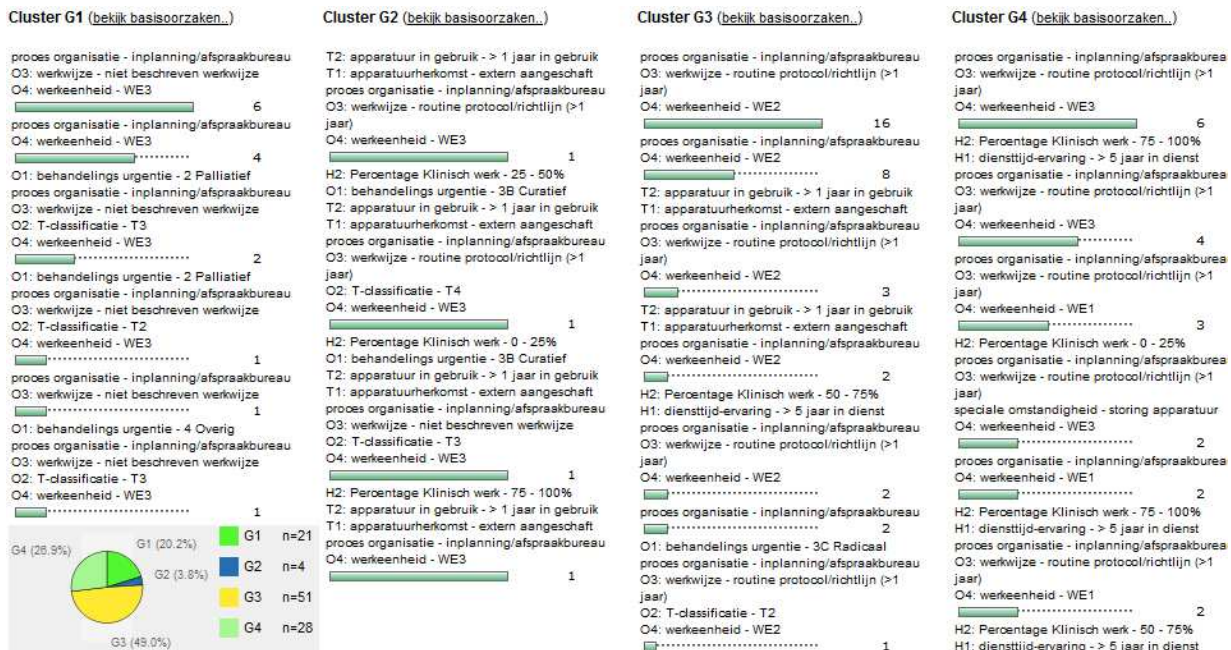 Cluster G1 (bekijk basisoorzaken..)
proces organisatie - inplanning/afspraakbureau
O3: werkwijze - niet beschreven werkwijze
O4: werkeenheid - WE3
6
proces organisatie - inplanning/afspraakbureau
O4: werkeenheid - WE3
4
O1: behandelings urgentie - 2 Palliatief
proces organisatie - inplanning/afspraakbureau
O3: werkwijze - niet beschreven werkwijze
O2: T-classificatie - T3
O4: werkeenheid - WE3
2
O1: behandelings urgentie - 2 Palliatief
proces organisatie - inplanning/afspraakbureau
O3: werkwijze - niet beschreven werkwijze
O2: T-classificatie - T2
O4: werkeenheid - WE3
1
proces organisatie - inplanning/afspraakbureau
O3: werkwijze - niet beschreven werkwijze
1
O1: behandelings urgentie - 4 Overig
proces organisatie - inplanning/afspraakbureau
O3: werkwijze - niet beschreven werkwijze
O2: T-classificatie - T3
O4: werkeenheid - WE3
1
G4 (26.9%)
G1 (20.2%)
G2 (3.8%)
G3 (49.0%)
G1 n=21
G2 n=4
G3 n=51
G4 n=28
Cluster G2 (bekijk basisoorzaken..)
T2: apparatuur in gebruik - > 1 jaar in gebruik
T1: apparatuurherkomst - extern aangeschaft
proces organisatie - inplanning/afspraakbureau
O3: werkwijze - routine protocol/richtlijn (>1
jaar)
O4: werkeenheid - WE3
1
H2: Percentage Klinisch werk - 25 - 50%
O1: behandelings urgentie - 3B Curatief
T2: apparatuur in gebruik - > 1 jaar in gebruik
T1: apparatuurherkomst - extern aangeschaft
proces organisatie - inplanning/afspraakbureau
O3: werkwijze - routine protocol/richtlijn (>1
jaar)
O2: T-classificatie - T4
O4: werkeenheid - WE3
1
H2: Percentage Klinisch werk - 0 - 25%
O1: behandelings urgentie - 3B Curatief
T2: apparatuur in gebruik - > 1 jaar in gebruik
T1: apparatuurherkomst - extern aangeschaft
proces organisatie - inplanning/afspraakbureau
O3: werkwijze - niet beschreven werkwijze
O2: T-classificatie - T3
O4: werkeenheid - WE3
1
H2: Percentage Klinisch werk - 75 - 100%
T2: apparatuur in gebruik - > 1 jaar in gebruik
T1: apparatuurherkomst - extern aangeschaft
proces organisatie - inplanning/afspraakbureau
O4: werkeenheid - WE3
1
Cluster G3 (bekijk basisoorzaken..)
proces organisatie - inplanning/afspraakbureau
O3: werkwijze - routine protocol/richtlijn (>1
jaar)
O4: werkeenheid - WE2
16
proces organisatie - inplanning/afspraakbureau
O4: werkeenheid - WE2
8
T2: apparatuur in gebruik - > 1 jaar in gebruik
T1: apparatuurherkomst - extern aangeschaft
proces organisatie - inplanning/afspraakbureau
O3: werkwijze - routine protocol/richtlijn (>1
jaar)
O4: werkeenheid - WE2
3
T2: apparatuur in gebruik - > 1 jaar in gebruik
T1: apparatuurherkomst - extern aangeschaft
proces organisatie - inplanning/afspraakbureau
O4: werkeenheid - WE2
2
H2: Percentage Klinisch werk - 50 - 75%
H1: diensttijd-ervaring - > 5 jaar in dienst
proces organisatie - inplanning/afspraakbureau
O3: werkwijze - routine protocol/richtlijn (>1
jaar)
O4: werkeenheid - WE2
2
proces organisatie - inplanning/afspraakbureau
2
O1: behandelings urgentie - 3C Radicaal
proces organisatie - inplanning/afspraakbureau
O3: werkwijze - routine protocol/richtlijn (>1
jaar)
O2: T-classificatie - T2
O4: werkeenheid - WE2
1
Cluster G4 (bekijk basisoorzaken..)
proces organisatie - inplanning/afspraakburea
O3: werkwijze - routine protocol/richtlijn (>1
jaar)
O4: werkeenheid - WE3
6
H2: Percentage Klinisch werk - 75 - 100%
H1: diensttijd-ervaring - > 5 jaar in dienst
proces organisatie - inplanning/afspraakburea
O3: werkwijze - routine protocol/richtlijn (>1
jaar)
O4: werkeenheid - WE3
4
proces organisatie - inplanning/afspraakburea
O3: werkwijze - routine protocol/richtlijn (>1
jaar)
O4: werkeenheid - WE1
3
H2: Percentage Klinisch werk - 0 - 25%
proces organisatie - inplanning/afspraakburea
O3: werkwijze - routine protocol/richtlijn (>1
jaar)
speciale omstandigheid - storing apparatuur
O4: werkeenheid - WE3
2
proces organisatie - inplanning/afspraakburea
O4: werkeenheid - WE1
2
H2: Percentage Klinisch werk - 75 - 100%
H1: diensttijd-ervaring - > 5 jaar in dienst
proces organisatie - inplanning/afspraakburea
O3: werkwijze - routine protocol/richtlijn (>1
jaar)
O4: werkeenheid - WE1
2
H2: Percentage Klinisch werk - 50 - 75%
H1: diensttijd-ervaring - > 5 jaar in dienst